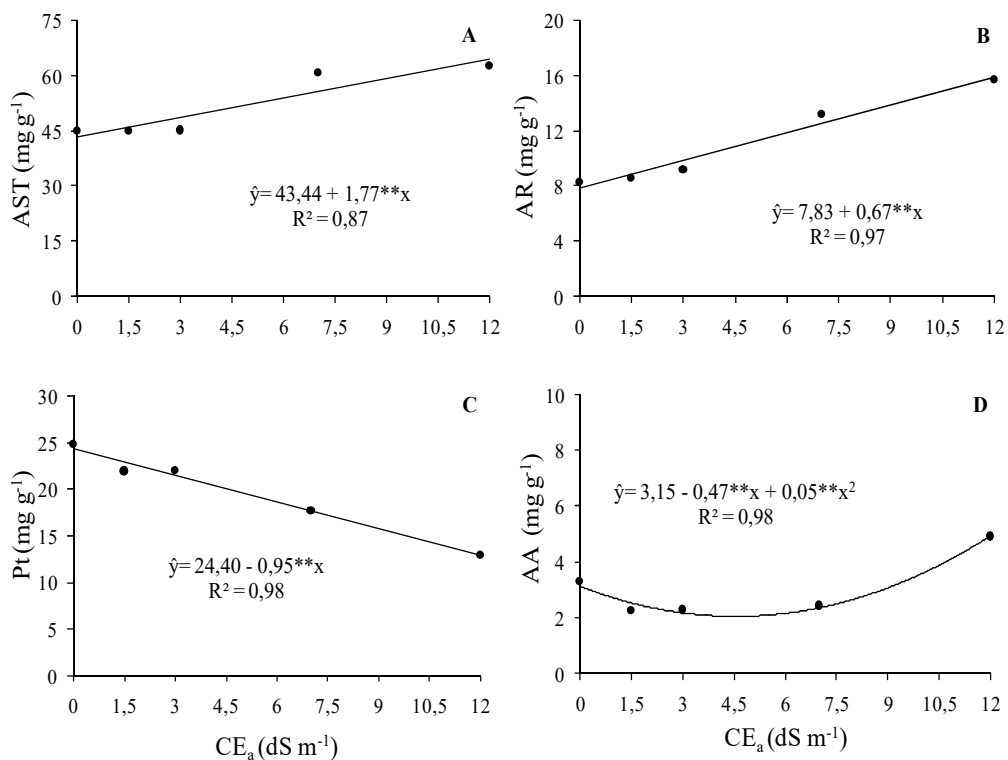 A
75
60
45
30
15
0
AST (mg g⁻¹)
ŷ= 43,44 + 1,77**x
R² = 0,87
0 1,5 3 4,5 6 7,5 9 10,5 12
B
20
16
12
8
4
0
AR (mg g⁻¹)
ŷ= 7,83 + 0,67**x
R² = 0,97
0 1,5 3 4,5 6 7,5 9 10,5 12
C
30
25
20
15
10
5
0
Pt (mg g⁻¹)
ŷ= 24,40 - 0,95**x
R² = 0,98
0 1,5 3 4,5 6 7,5 9 10,5 12
CEₐ (dS m⁻¹)
D
10
8
6
4
2
0
AA (mg g⁻¹)
ŷ= 3,15 - 0,47**x + 0,05**x²
R² = 0,98
0 1,5 3 4,5 6 7,5 9 10,5 12
CEₐ (dS m⁻¹)